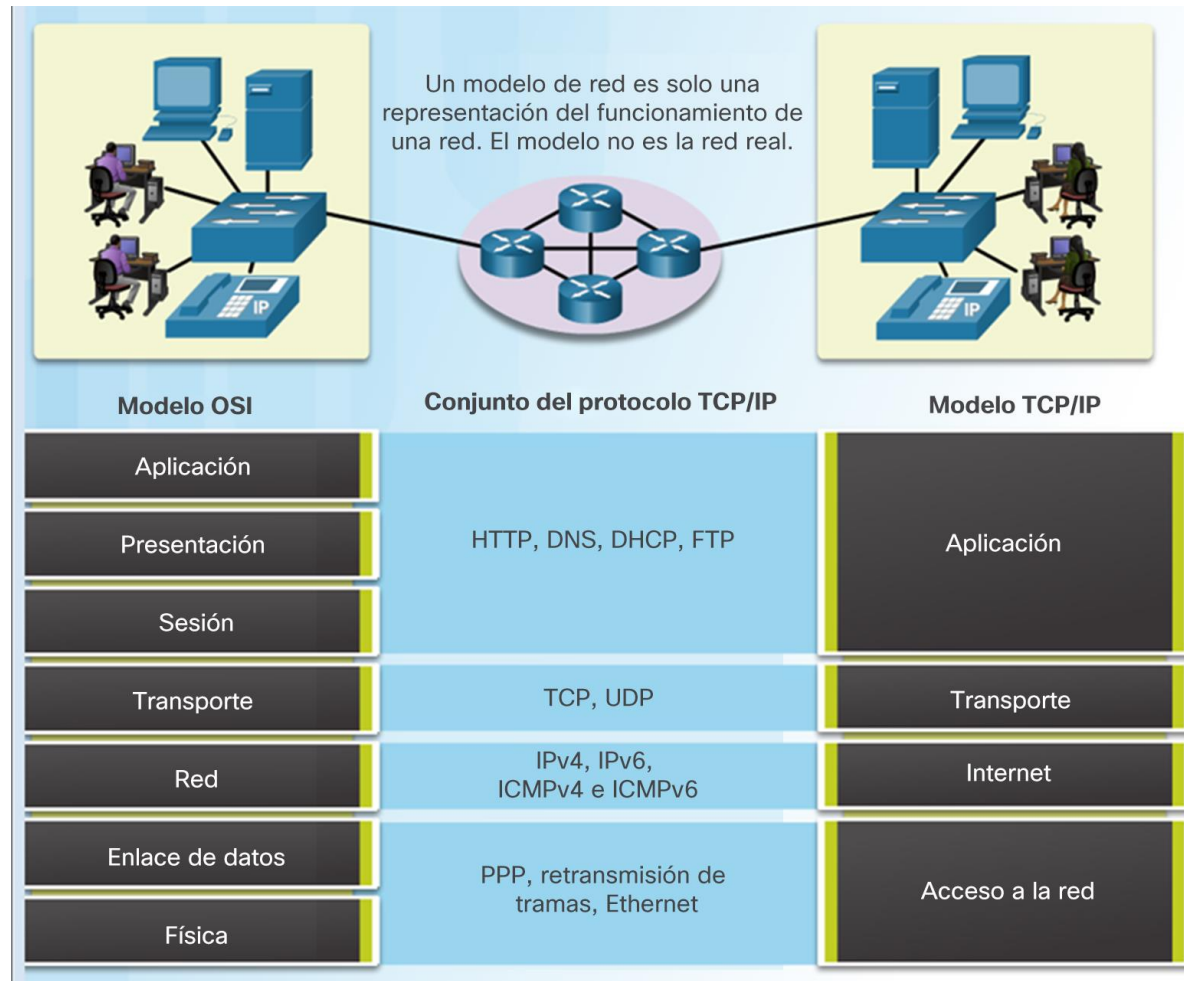 Un modelo de red es solo una
representación del funcionamiento de
una red. El modelo no es la red real.
IP
IP
Modelo OSI
Conjunto del protocolo TCP/IP
Modelo TCP/IP
Aplicación
Presentación
Sesión
HTTP, DNS, DHCP, FTP
Aplicación
Transporte
TCP, UDP
Transporte
Red
IPv4, IPv6,
ICMPv4 e ICMPv6
Internet
Enlace de datos
Física
PPP, retransmisión de
tramas, Ethernet
Acceso a la red